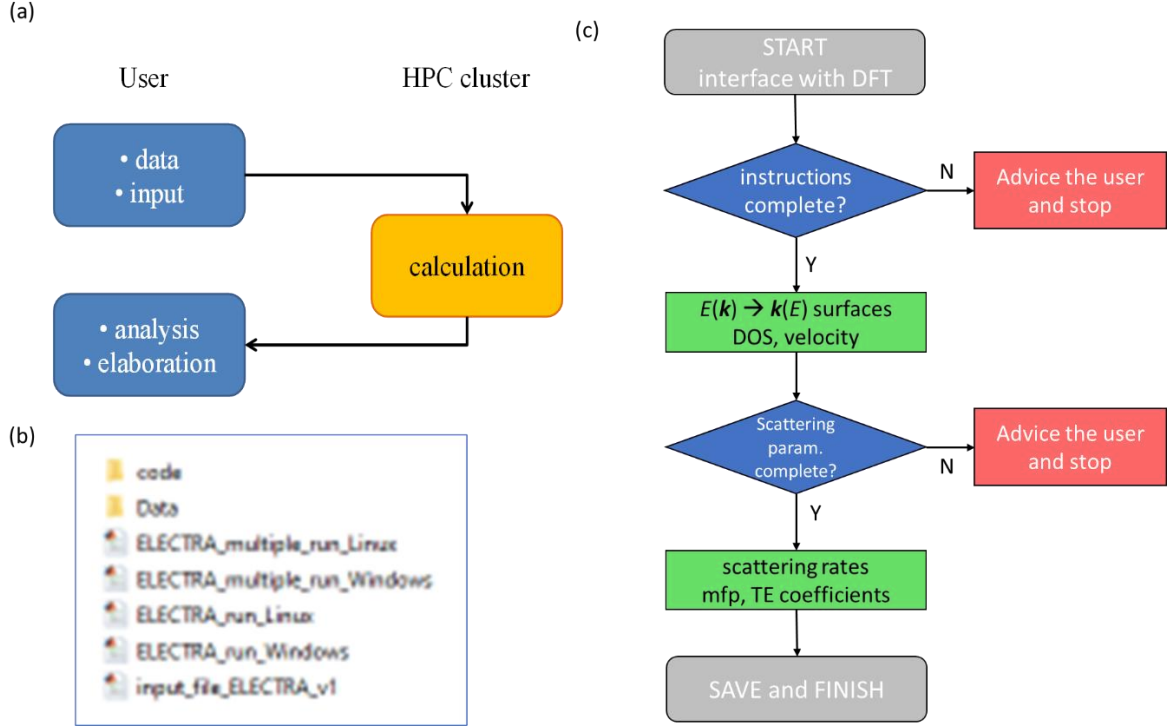 (a)
User
HPC cluster
• data
• input
calculation
• analysis
• elaboration
(b)
code
Data
ELECTRA_multiple_run_Linux
ELECTRA_multiple_run_Windows
ELECTRA_run_Linux
ELECTRA_run_Windows
input_file_ELECTRA_v1
(c)
START
interface with DFT
instructions
complete?
N
Advice the user
and stop
Y
E(k) → k(E) surfaces
DOS, velocity
Scattering
param.
complete?
N
Advice the user
and stop
Y
scattering rates
mfp, TE coefficients
SAVE and FINISH